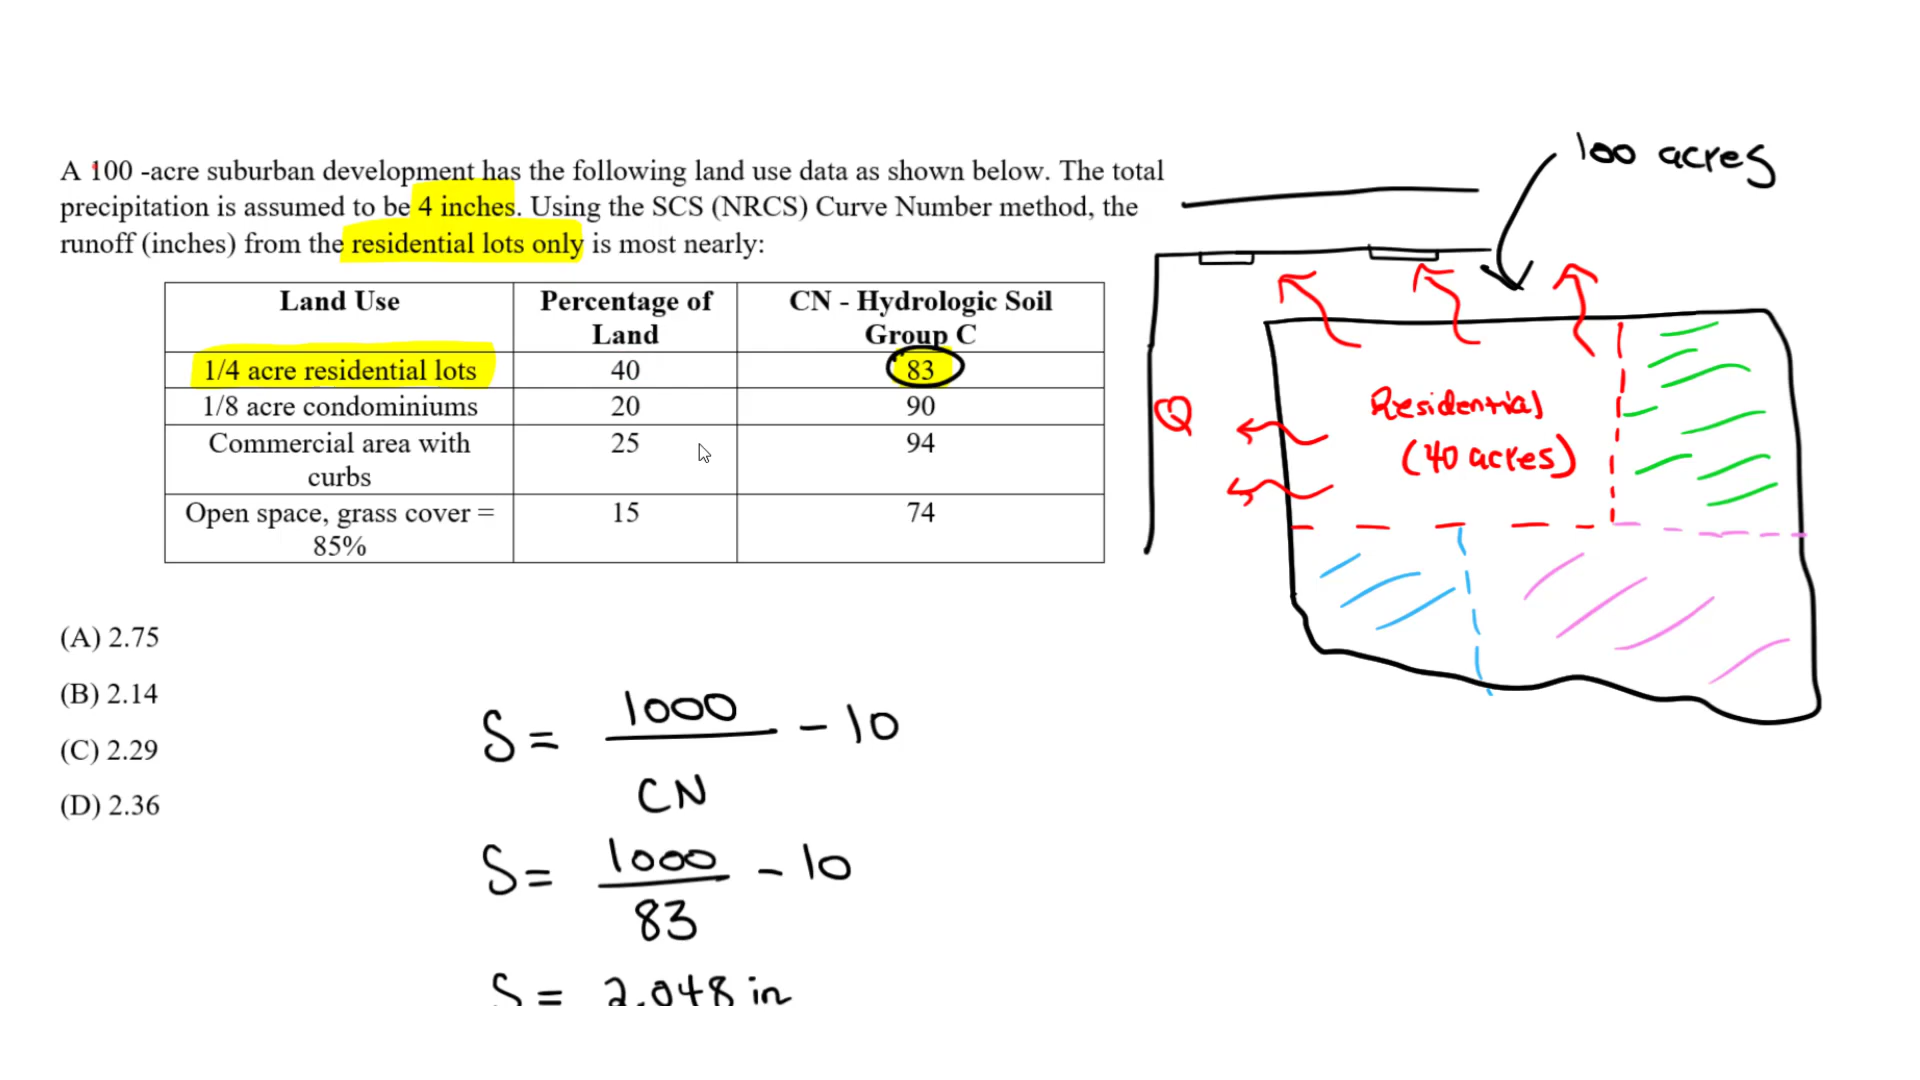 A 100 -acre suburban development has the following land use data as shown below. The total
precipitation is assumed to be 4 inches. Using the SCS (NRCS) Curve Number method, the
runoff (inches) from the residential lots only is most nearly:
Land Use Percentage of Land CN - Hydrologic Soil Group C
1/4 acre residential lots 40 83
1/8 acre condominiums 20 90
Commercial area with curbs 25 94
Open space, grass cover = 85% 15 74
(A) 2.75
(B) 2.14
(C) 2.29
(D) 2.36
S = 1000 / CN - 10
S = 1000 / 83 - 10
S = 2.048 in
100 acres
Q
Residential
(40 acres)